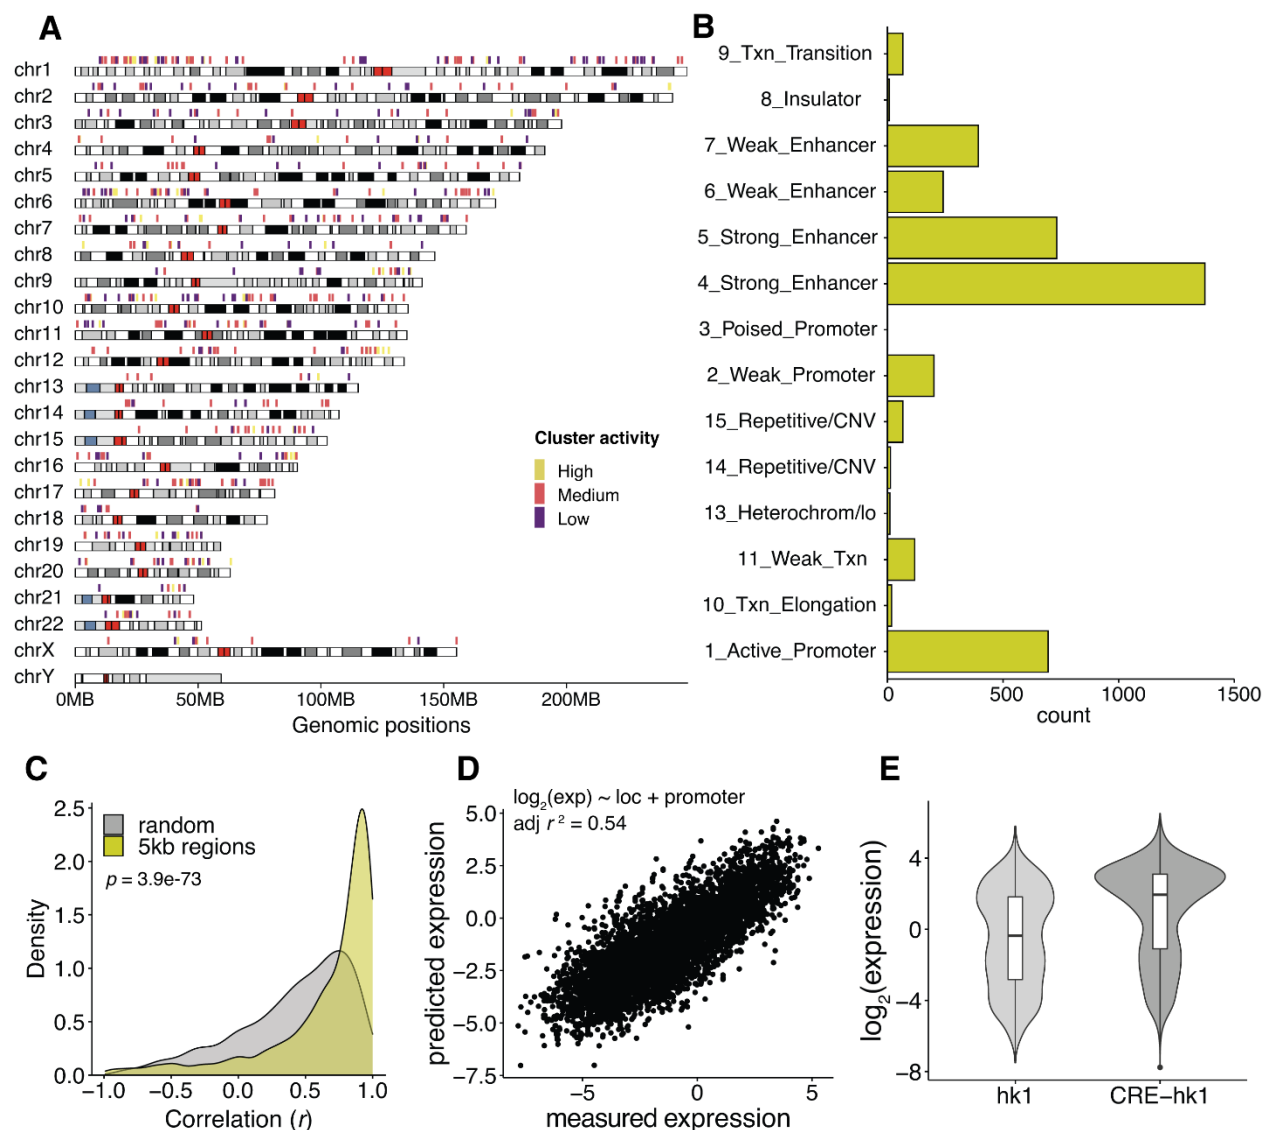 A
chr1
chr2
chr3
chr4
chr5
chr6
chr7
chr8
chr9
chr10
chr11
chr12
chr13
chr14
chr15
chr16
chr17
chr18
chr19
chr20
chr21
chr22
chrX
chrY
0MB 50MB 100MB 150MB 200MB
Genomic positions
Cluster activity
High
Medium
Low
B
9_Txn_Transition
8_Insulator
7_Weak_Enhancer
6_Weak_Enhancer
5_Strong_Enhancer
4_Strong_Enhancer
3_Poised_Promoter
2_Weak_Promoter
15_Repetitive/CNV
14_Repetitive/CNV
13_Heterochrom/lo
11_Weak_Txn
10_Txn_Elongation
1_Active_Promoter
0 500 1000 1500
count
C
random
5kb regions
p = 3.9e-73
2.5
2.0
1.5
1.0
0.5
0.0
Density
−1.0 −0.5 0.0 0.5 1.0
Correlation (r)
D
log₂(exp) ~ loc + promoter
adj r² = 0.54
5.0
2.5
0.0
−2.5
−5.0
−7.5
predicted expression
−5 0 5
measured expression
E
4
0
−4
−8
log₂(expression)
hk1 CRE−hk1